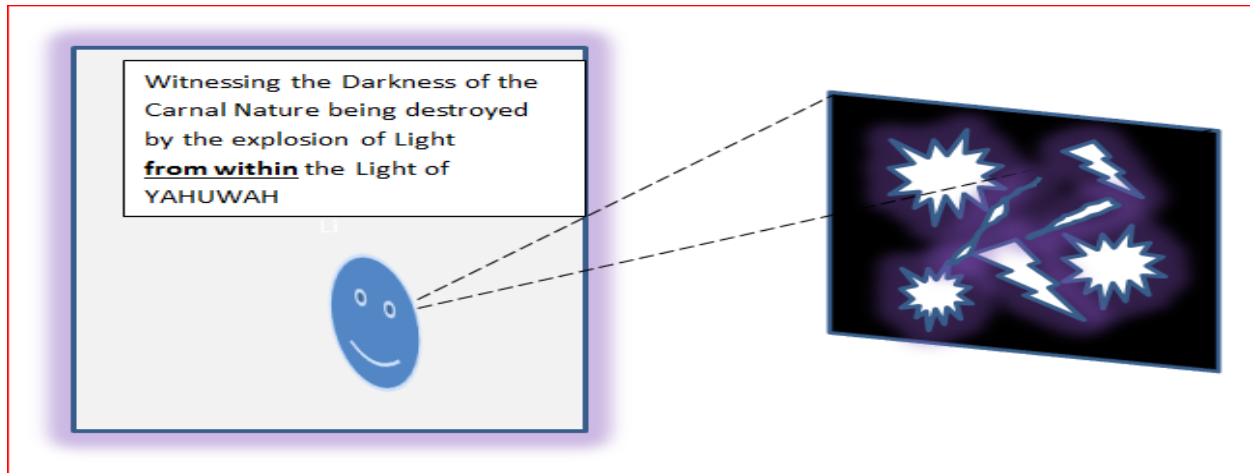 Witnessing the Darkness of the
Carnal Nature being destroyed
by the explosion of Light
from within the Light of
YAHUWAH
LI